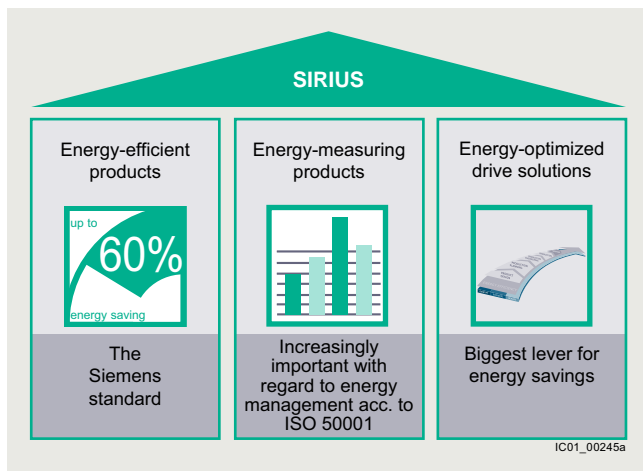 SIRIUS
Energy-efficient
products
up to
60%
energy saving
The
Siemens
standard
Energy-measuring
products
Increasingly
important with
regard to energy
management acc. to
ISO 50001
Energy-optimized
drive solutions
Biggest lever for
energy savings
IC01_00245a